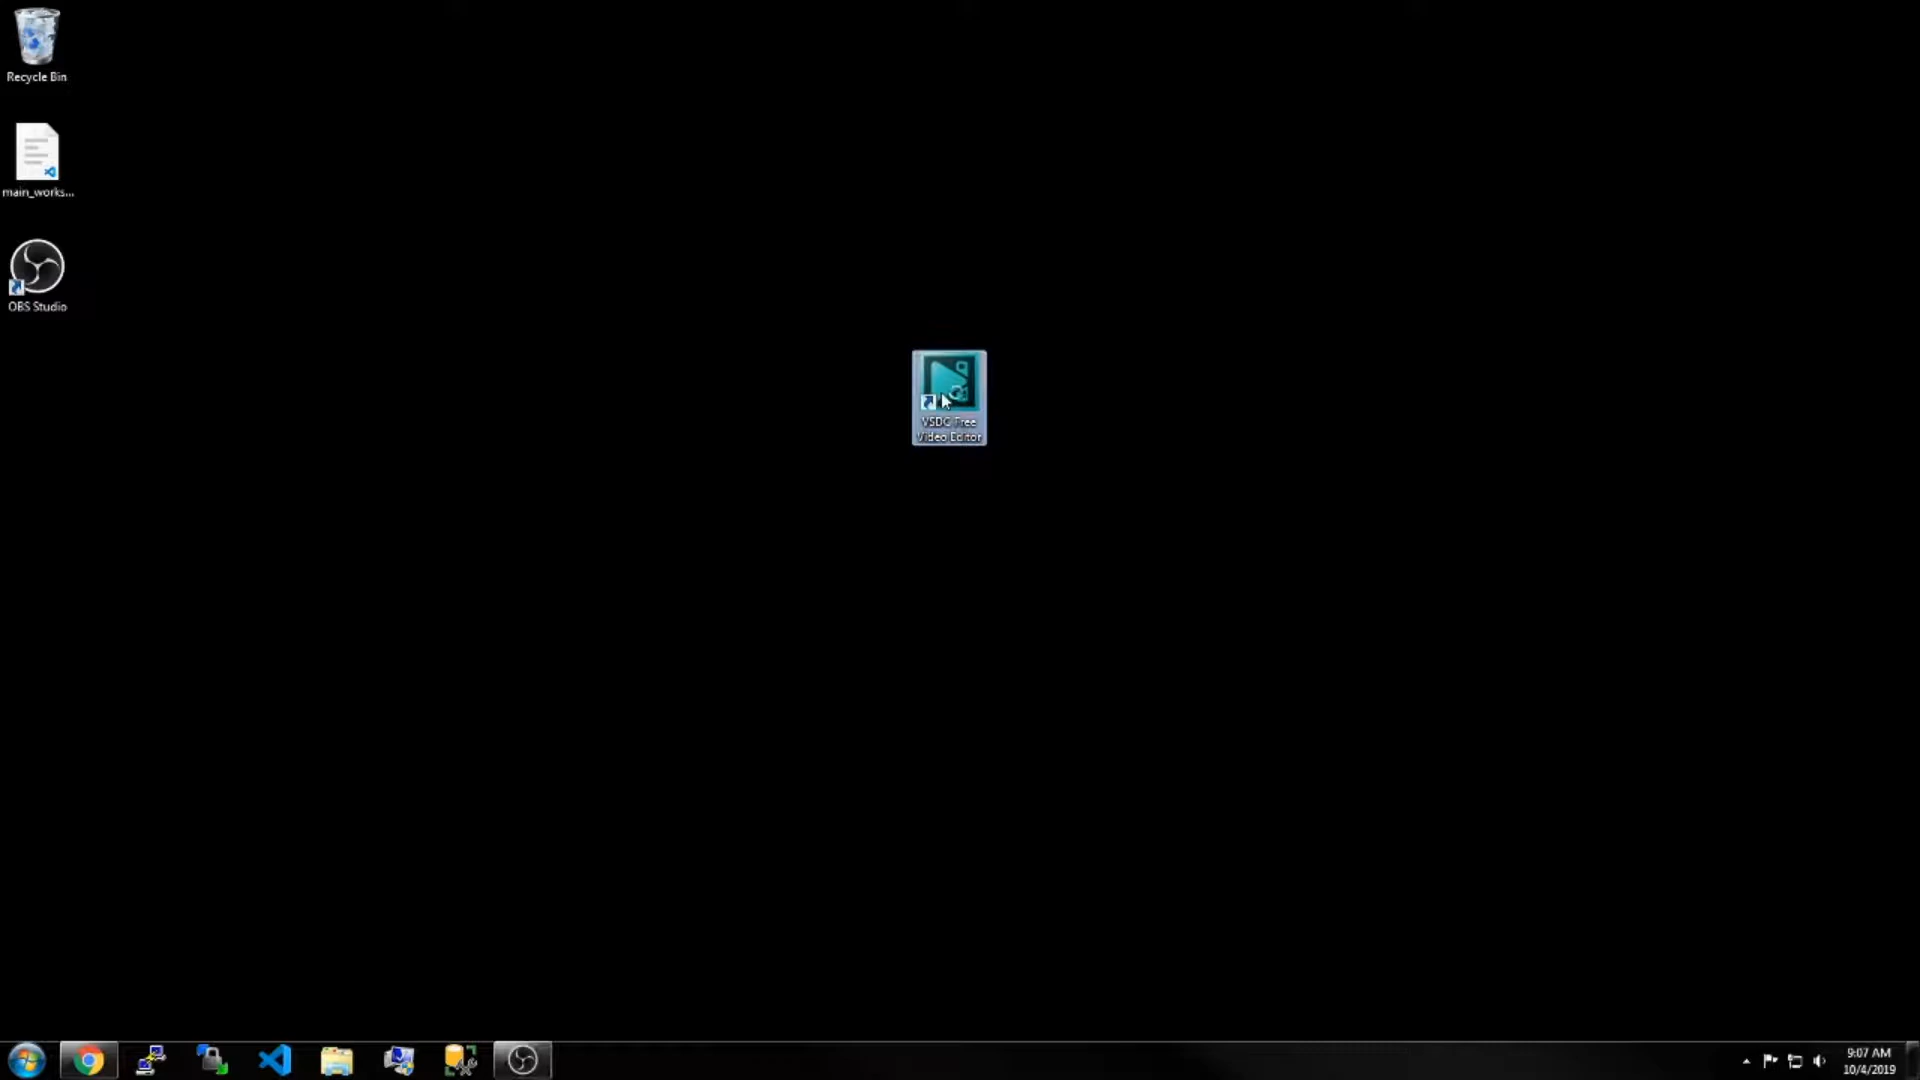 Recycle Bin
main_works...
OBS Studio
VSDC Free
Video Editor
9:07 AM
10/4/2019